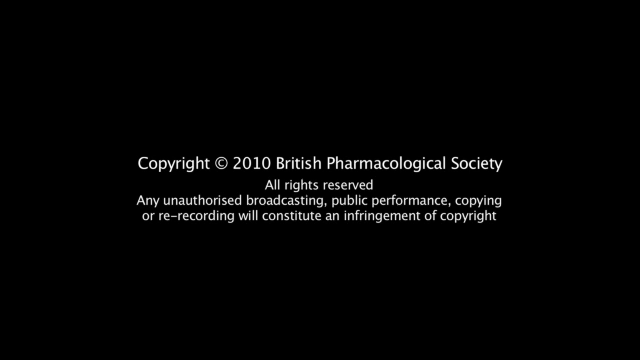 Copyright © 2010 British Pharmacological Society
All rights reserved
Any unauthorised broadcasting, public performance, copying
or re-recording will constitute an infringement of copyright